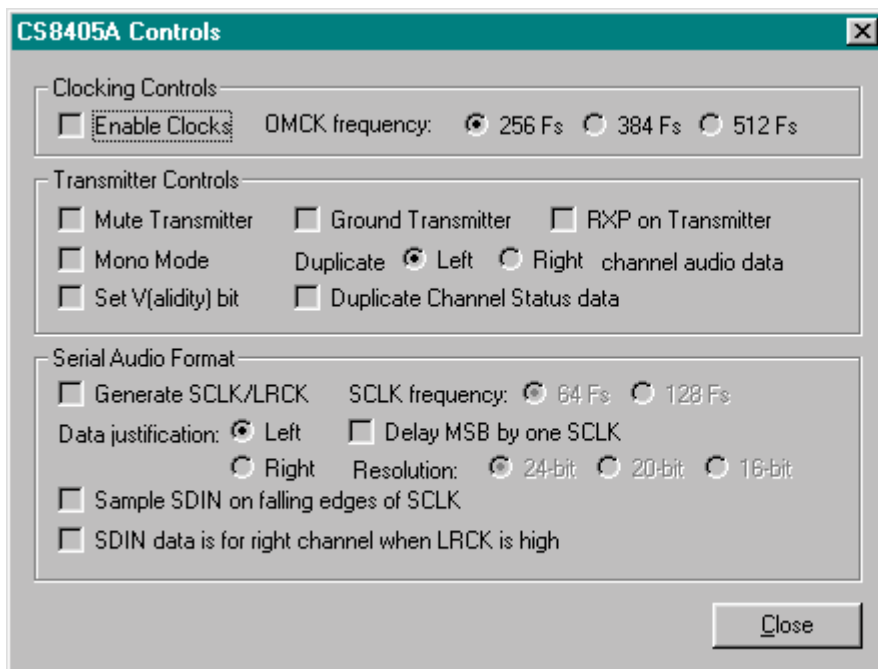 CS8405A Controls
Clocking Controls
Enable Clocks OMCK frequency: 256 Fs 384 Fs 512 Fs
Transmitter Controls
Mute Transmitter Ground Transmitter RXP on Transmitter
Mono Mode Duplicate Left Right channel audio data
Set V(alidity) bit Duplicate Channel Status data
Serial Audio Format
Generate SCLK/LRCK SCLK frequency: 64 Fs 128 Fs
Data justification: Left Delay MSB by one SCLK
Right Resolution: 24-bit 20-bit 16-bit
Sample SDIN on falling edges of SCLK
SDIN data is for right channel when LRCK is high
Close